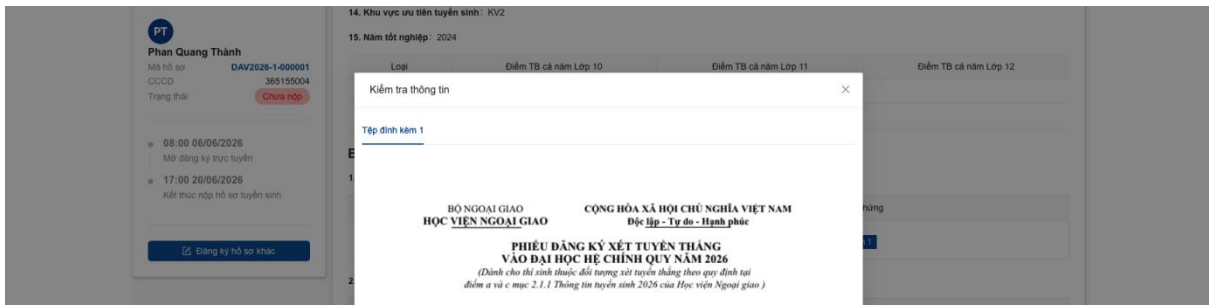 14. Khu vực ưu tiên tuyển sinh: KV2
15. Năm tốt nghiệp: 2024
PT
Phan Quang Thành
Mã hồ sơ DAV2026-1-000001
CCCD 365155004
Trạng thái Chưa nộp
08:00 06/06/2026
Mở đăng ký trực tuyến
17:00 20/06/2026
Kết thúc nộp hồ sơ tuyển sinh
Đăng ký hồ sơ khác
Loại Điểm TB cả năm Lớp 10 Điểm TB cả năm Lớp 11 Điểm TB cả năm Lớp 12
Kiểm tra thông tin
Tệp đính kèm 1
BỘ NGOẠI GIAO CỘNG HÒA XÃ HỘI CHỦ NGHĨA VIỆT NAM
HỌC VIỆN NGOẠI GIAO Độc lập - Tự do - Hạnh phúc
PHIẾU ĐĂNG KÝ XÉT TUYỂN THẲNG
VÀO ĐẠI HỌC HỆ CHÍNH QUY NĂM 2026
(Dành cho thí sinh thuộc đối tượng xét tuyển thẳng theo quy định tại
điểm a và c mục 2.1.1 Thông tin tuyển sinh 2026 của Học viện Ngoại giao )